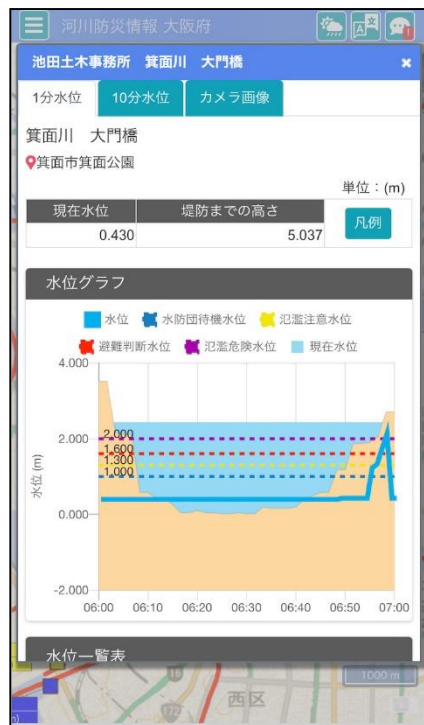 河川防災情報 大阪府
池田土木事務所 箕面川 大門橋 ×
1分水位 10分水位 カメラ画像
箕面川 大門橋
箕面市箕面公園
単位：(m)
現在水位 堤防までの高さ 凡例
0.430 5.037
水位グラフ
水位 水防団待機水位 氾濫注意水位
避難判断水位 氾濫危険水位 現在水位
4.000
2.000 2.000
1.600
1.300
1.000
水位 (m)
0.000
-2.000
06:00 06:10 06:20 06:30 06:40 06:50 07:00
水位一覧表
1000 m
172
西区